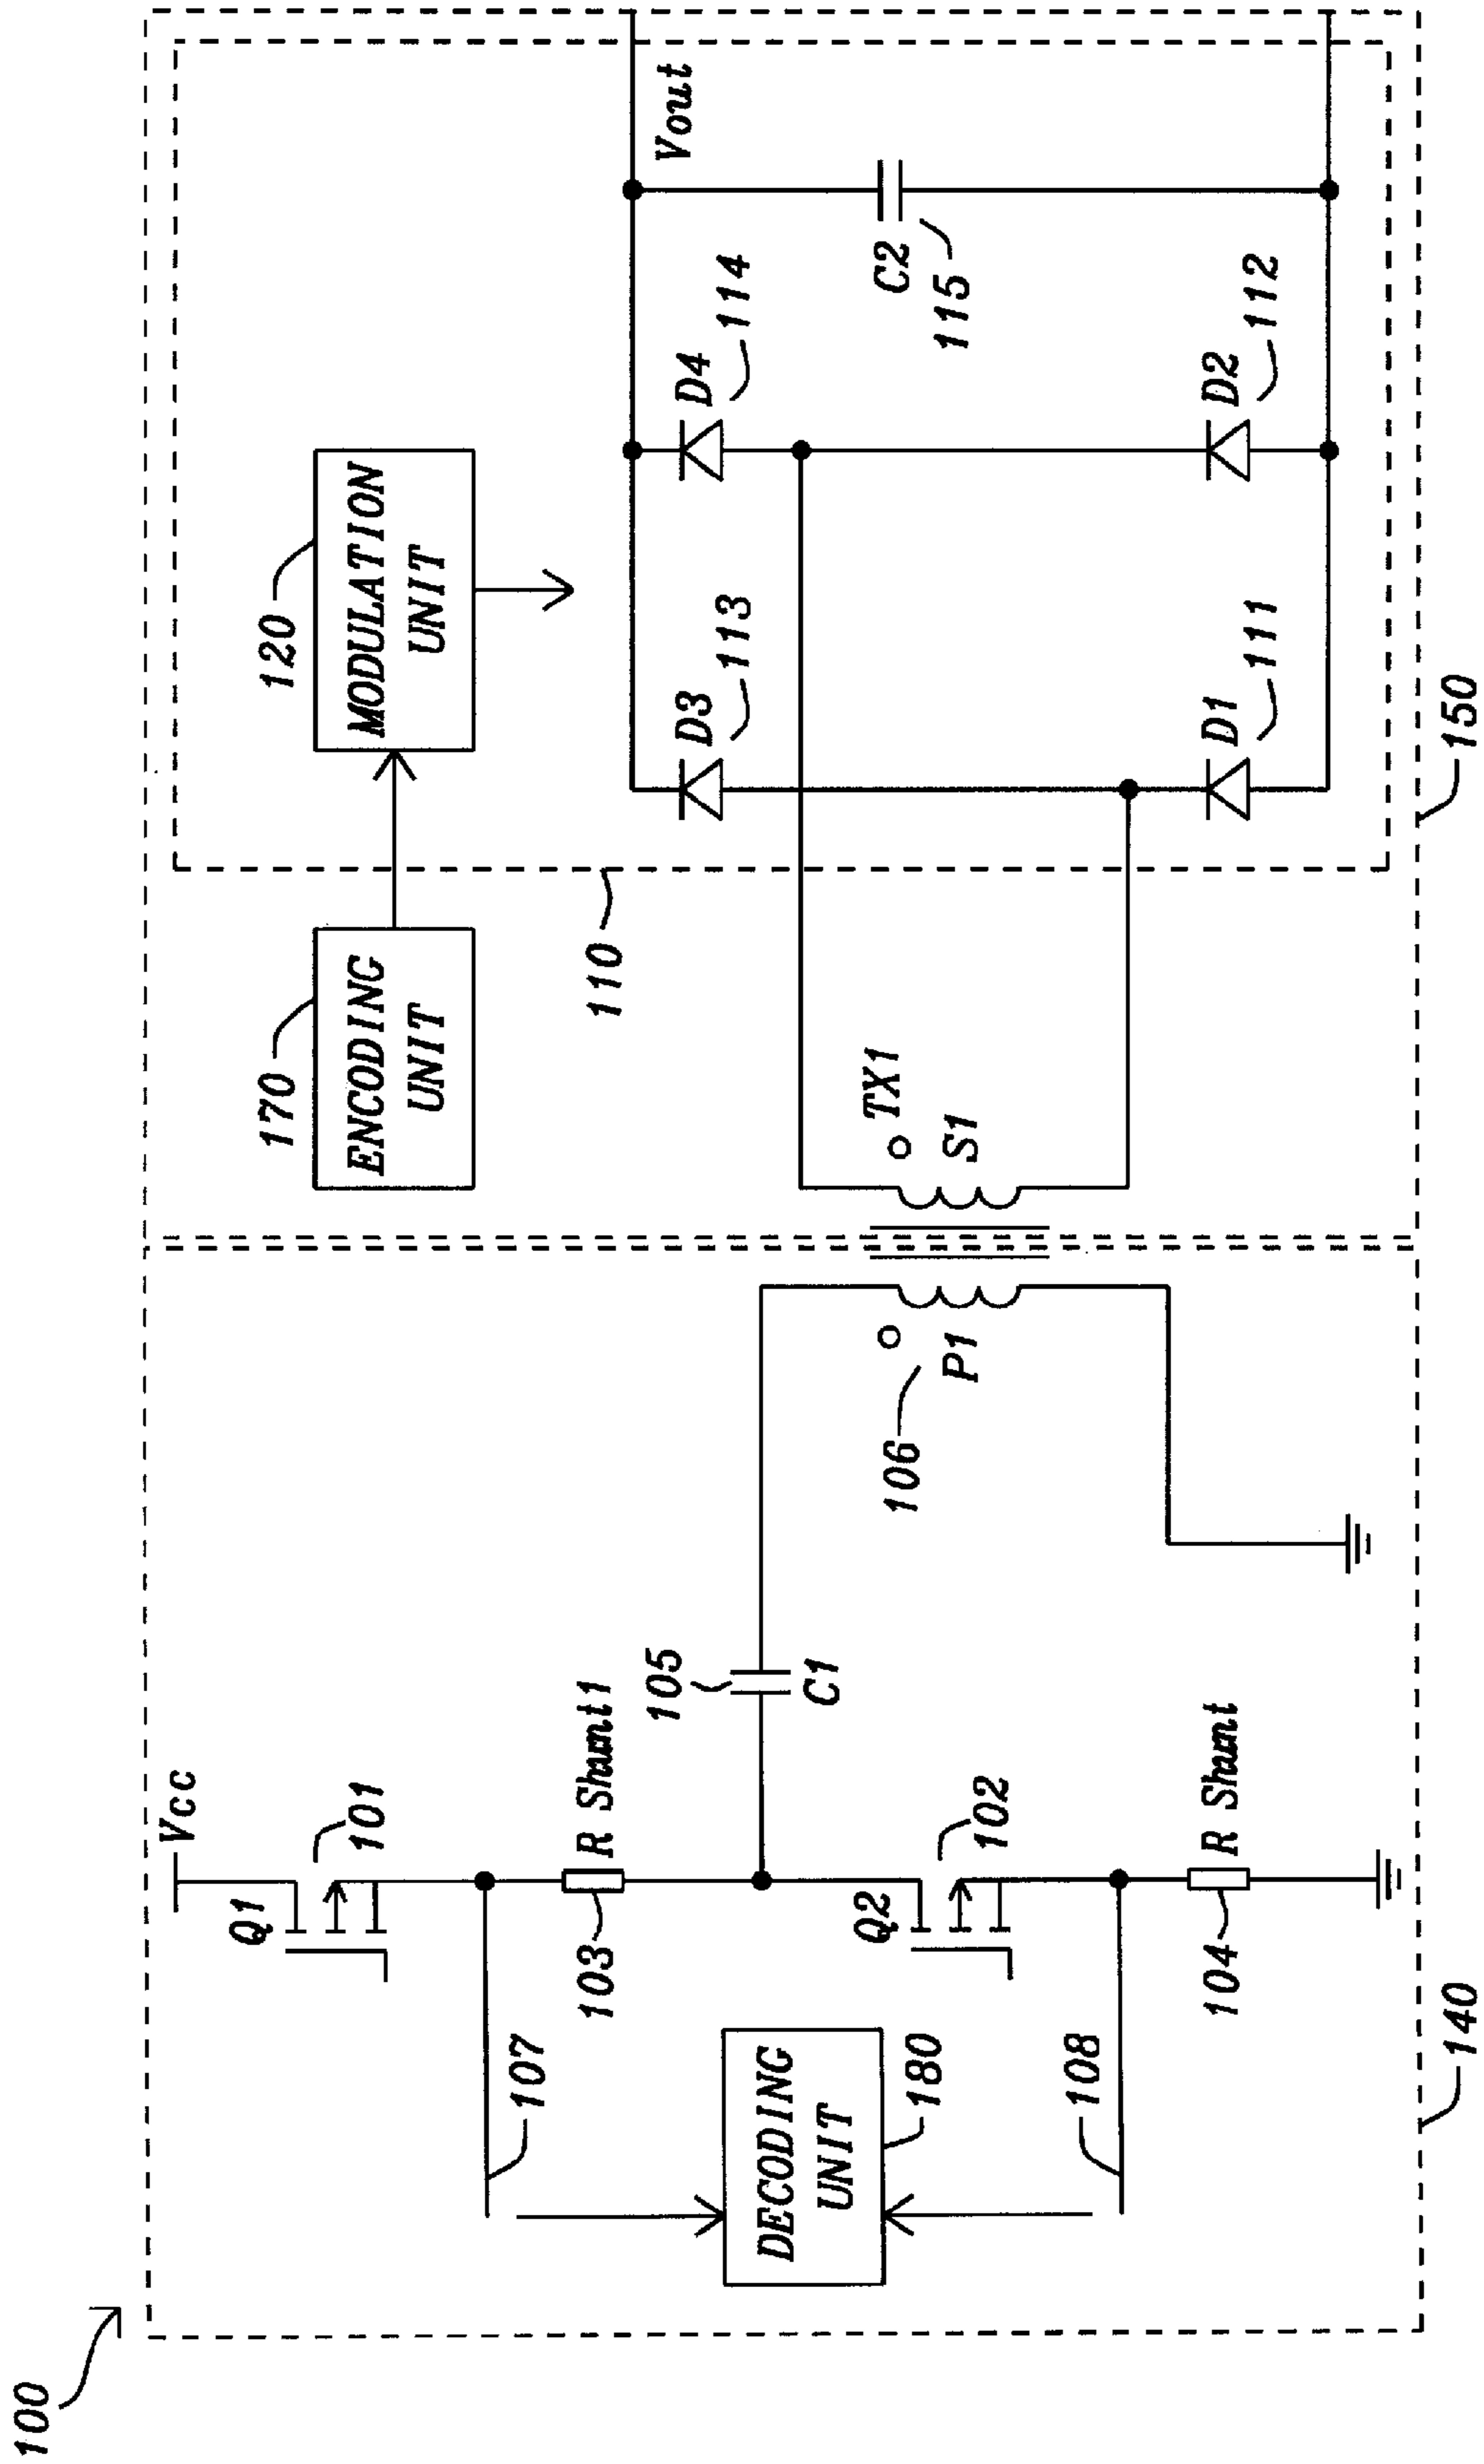 100
Vcc
Q1
101
107
103
R Shunt1
105
C1
DECODING
UNIT
180
Q2
102
108
104
R Shunt
140
106
P1
TX1
S1
170
ENCODING
UNIT
120
MODULATION
UNIT
110
Vout
D3
113
D4
114
C2
115
D1
111
D2
112
150